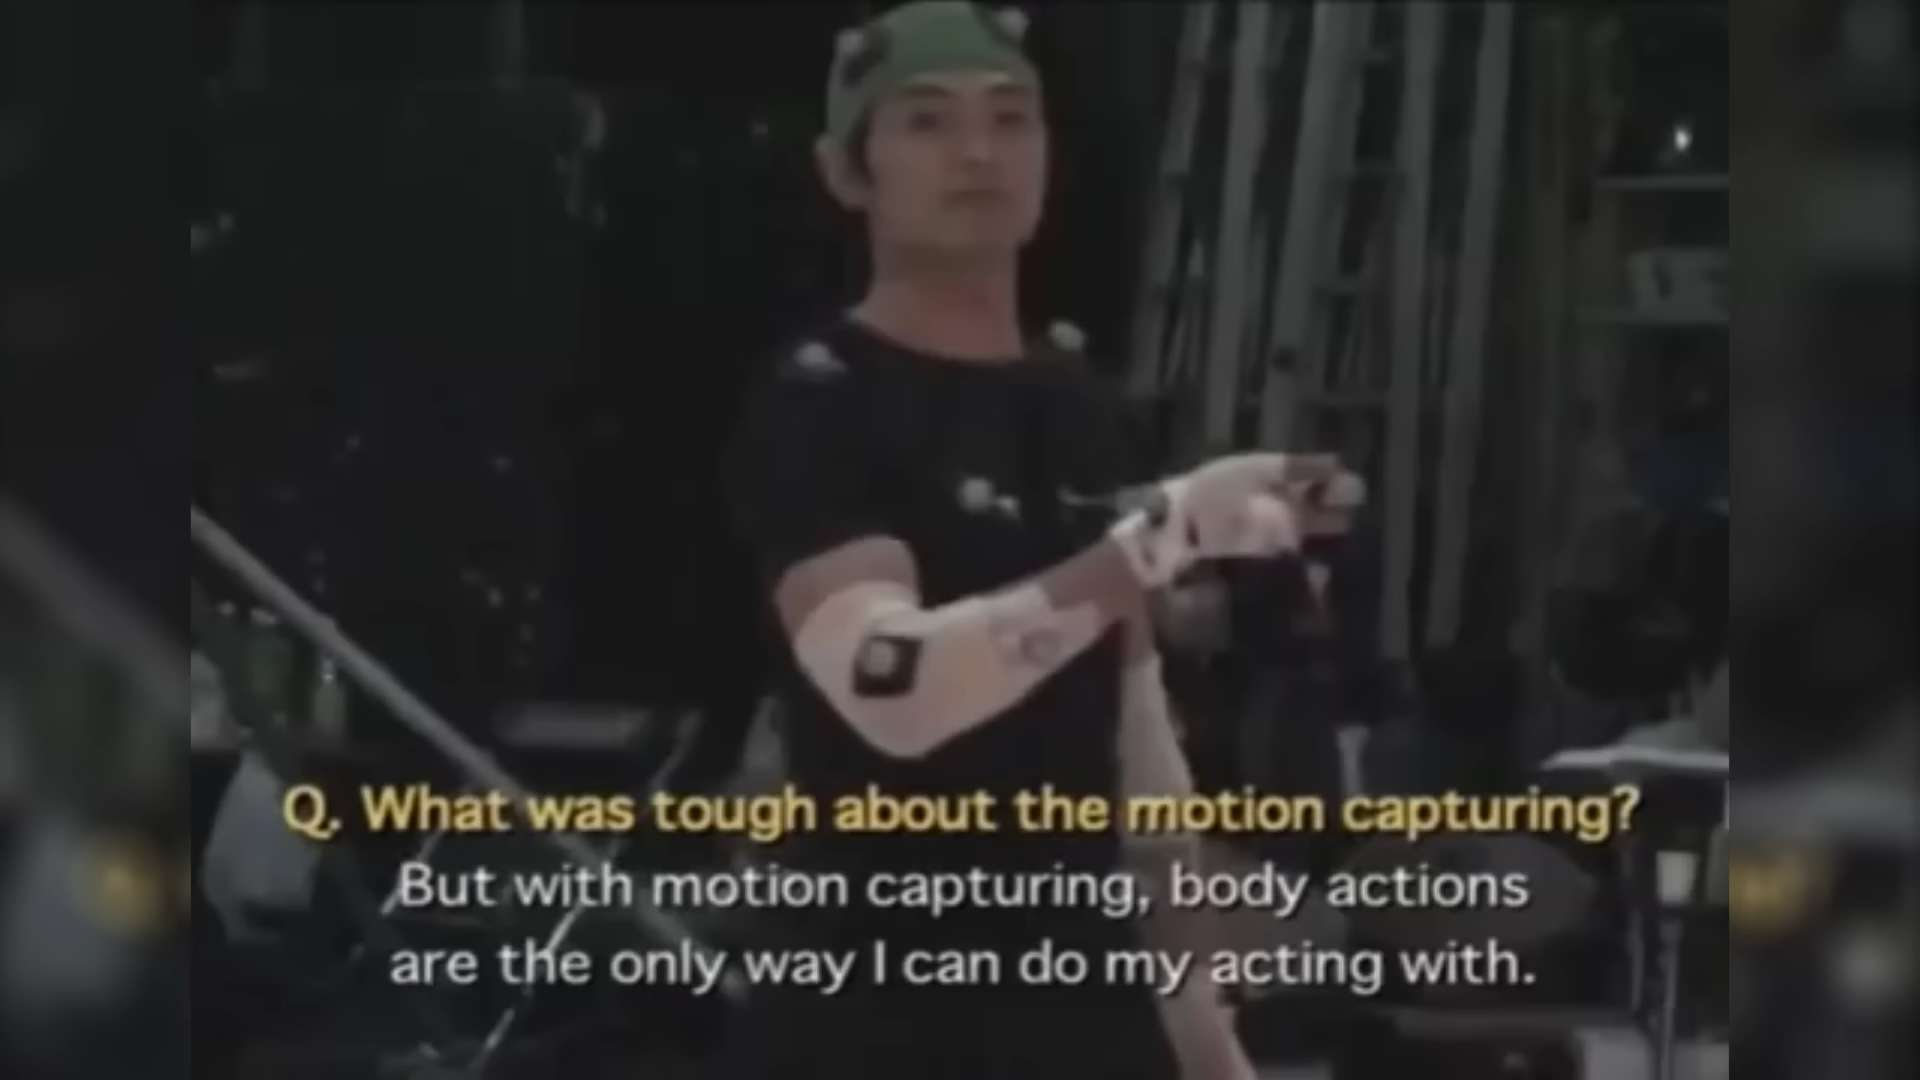 Q. What was tough about the motion capturing?
But with motion capturing, body actions
are the only way I can do my acting with.